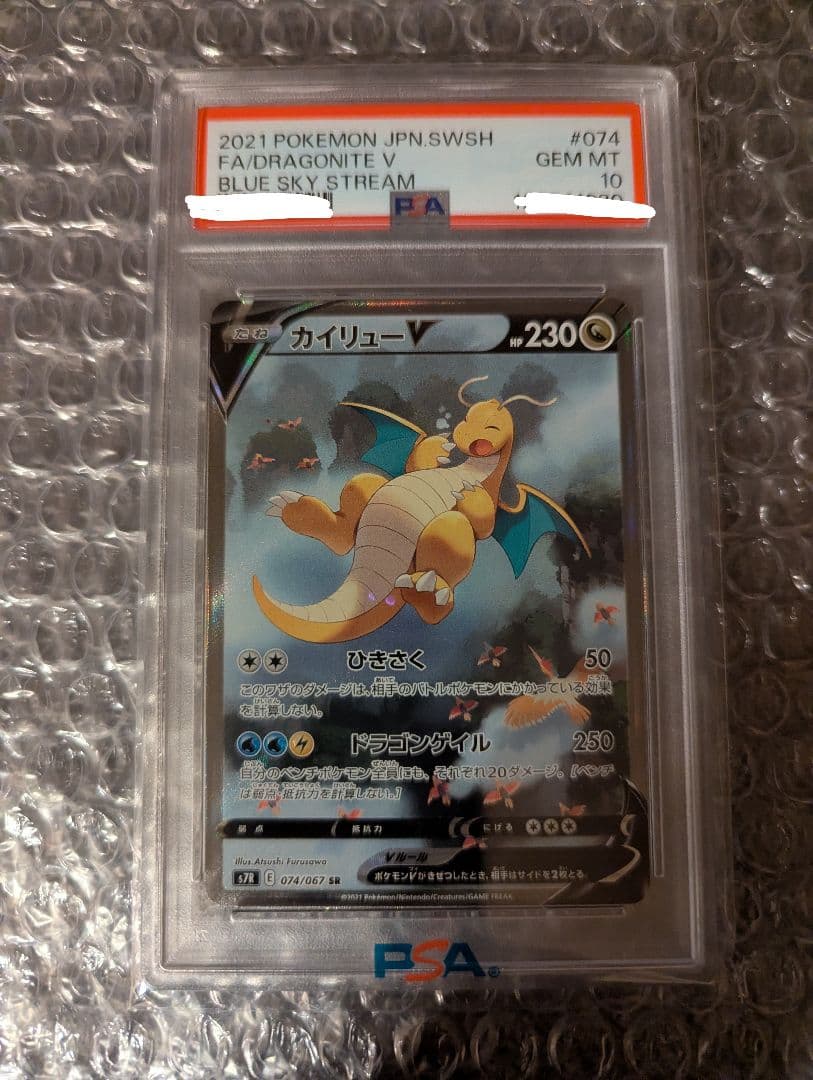 2021 POKEMON JPN.SWSH #074
FA/DRAGONITE V GEM MT
BLUE SKY STREAM 10
PSA
たね カイリューV HP 230
ひきさく 50
このワザのダメージは、相手のバトルポケモンにかかっている効果
を計算しない。
ドラゴンゲイル 250
自分のベンチポケモン全員にも、それぞれ20ダメージ。[ベンチ
は弱点・抵抗力を計算しない。]
弱点 抵抗力 にげる
Illus. Atsushi Furusawa
Vルール
s7R E 074/067 SR
ポケモンVがきぜつしたとき、相手はサイドを2枚とる。
©2021 Pokémon/Nintendo/Creatures/GAME FREAK.
PSA